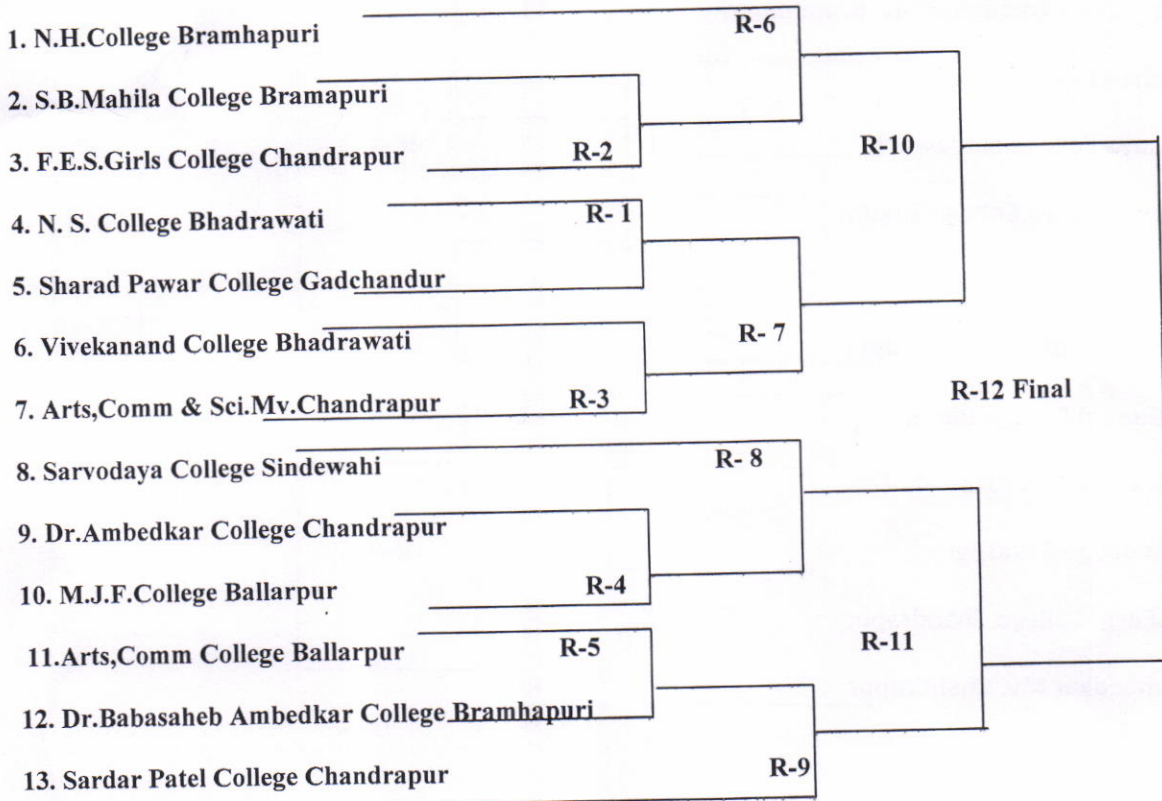 1. N.H.College Bramhapuri
R-6
2. S.B.Mahila College Bramapuri
3. F.E.S.Girls College Chandrapur
R-2
R-10
4. N. S. College Bhadrawati
R- 1
5. Sharad Pawar College Gadchandur
6. Vivekanand College Bhadrawati
R- 7
7. Arts,Comm & Sci.Mv.Chandrapur
R-3
R-12 Final
8. Sarvodaya College Sindewahi
R- 8
9. Dr.Ambedkar College Chandrapur
10. M.J.F.College Ballarpur
R-4
11.Arts,Comm College Ballarpur
R-5
R-11
12. Dr.Babasaheb Ambedkar College Bramhapuri
13. Sardar Patel College Chandrapur
R-9